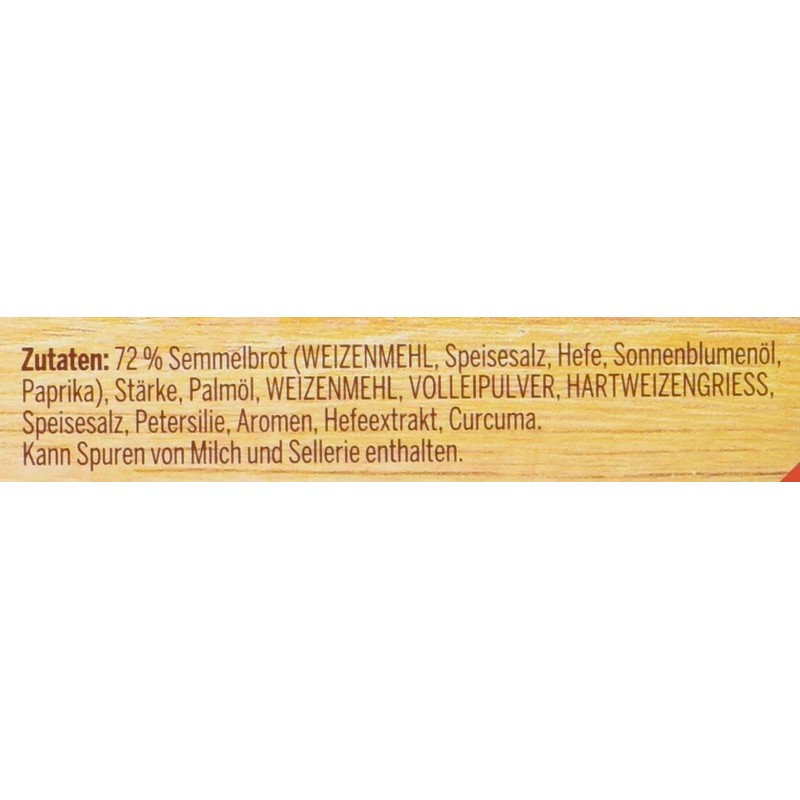 Zutaten: 72 % Semmelbrot (WEIZENMEHL, Speisesalz, Hefe, Sonnenblumenöl,
Paprika), Stärke, Palmöl, WEIZENMEHL, VOLLEIPULVER, HARTWEIZENGRIESS,
Speisesalz, Petersilie, Aromen, Hefeextrakt, Curcuma.
Kann Spuren von Milch und Sellerie enthalten.